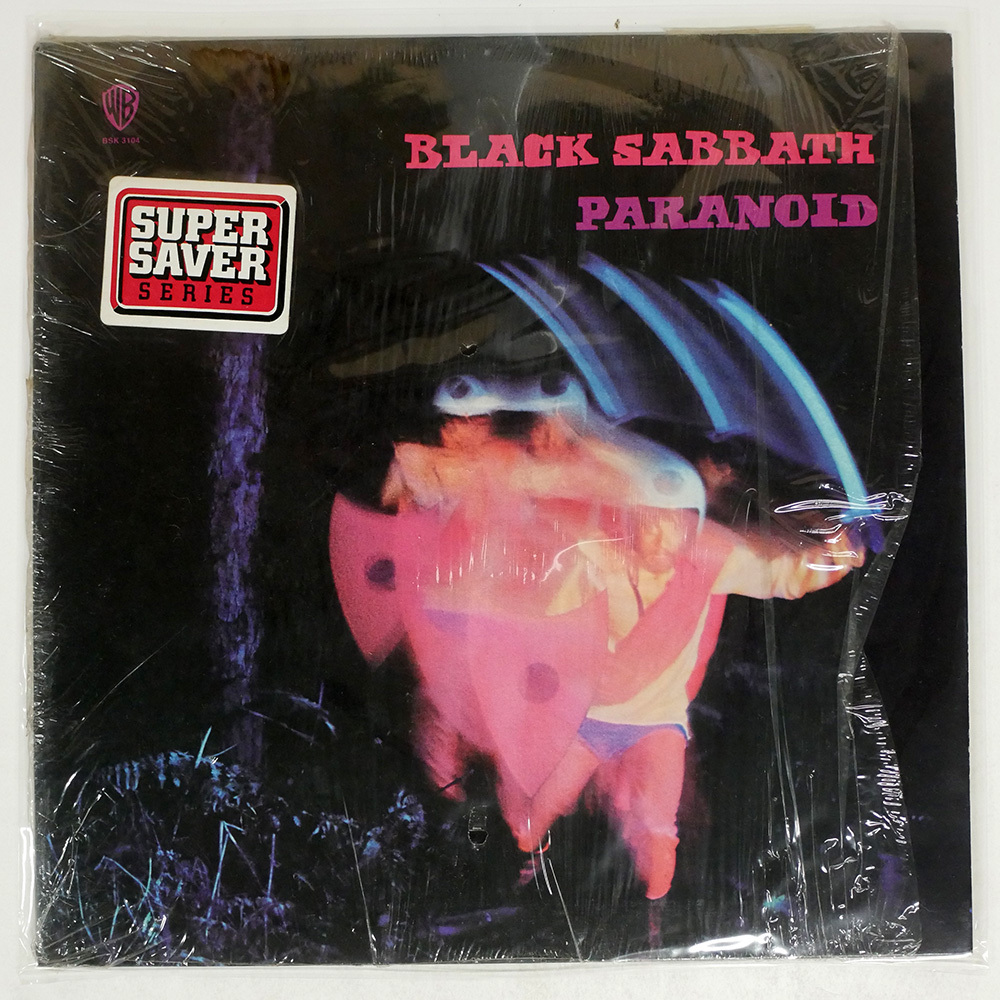 WB
BSK 3104
BLACK SABBATH
PARANOID
SUPER
SAVER
SERIES